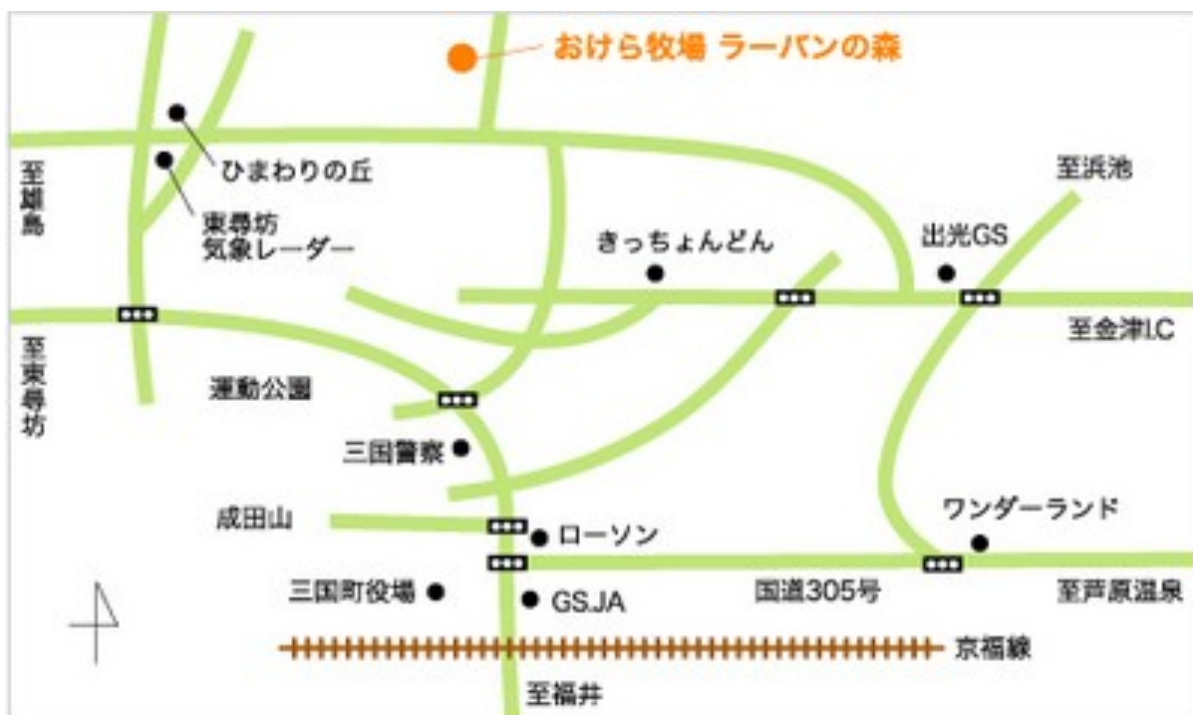 おけら牧場 ラーバンの森
ひまわりの丘
至雄島
東尋坊
気象レーダー
至浜池
きっちょんどん
出光GS
至金津I.C
至東尋坊
運動公園
三国警察
成田山
ローソン
ワンダーランド
三国町役場
GS.JA
国道305号
至芦原温泉
京福線
至福井